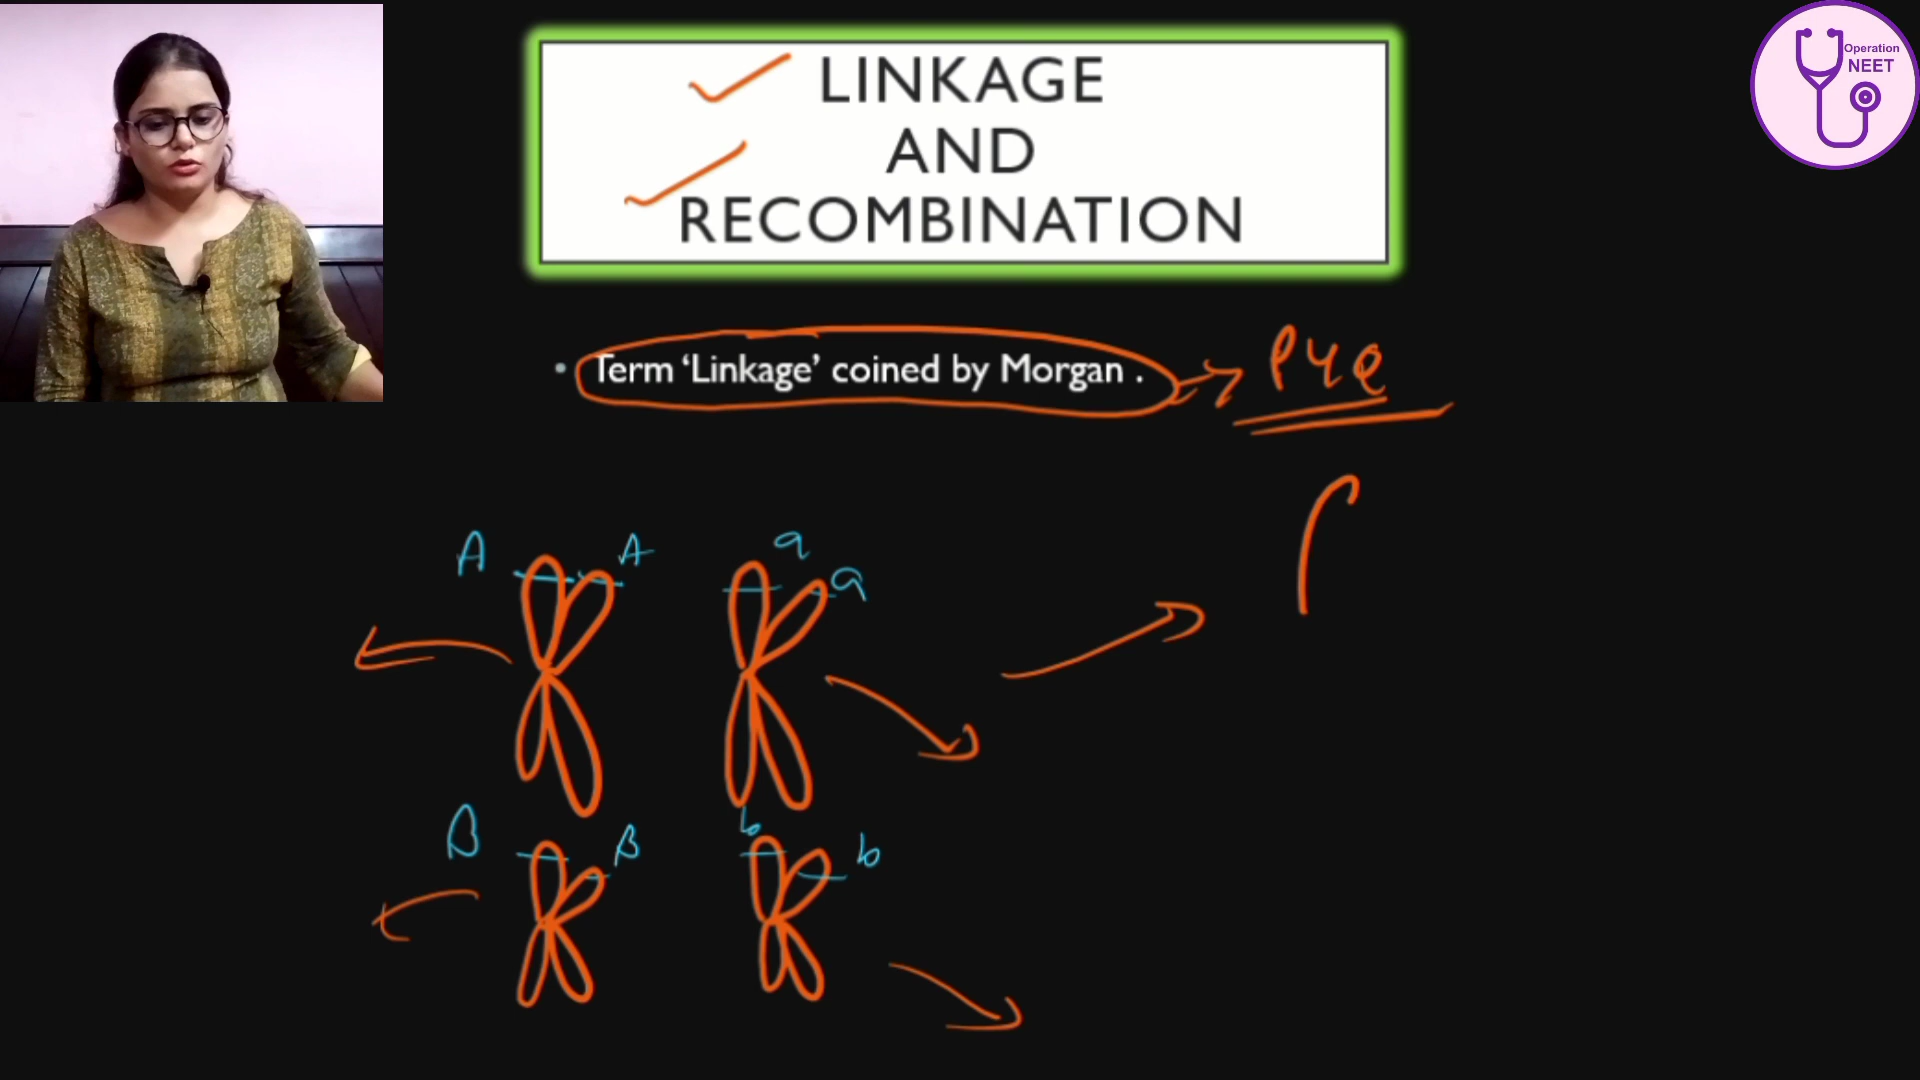 Operation
NEET
LINKAGE
AND
RECOMBINATION
• Term ‘Linkage’ coined by Morgan .
PYQ
A A a a
B B b b